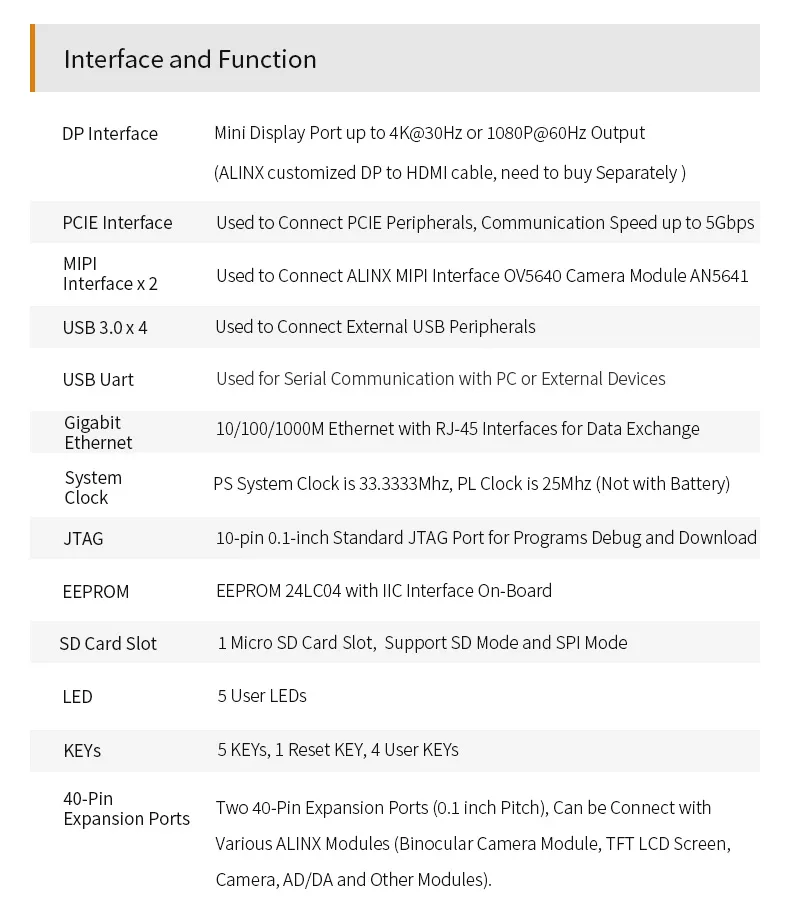 Interface and Function
DP Interface
Mini Display Port up to 4K@30Hz or 1080P@60Hz Output
(ALINX customized DP to HDMI cable, need to buy Separately )
PCIE Interface
Used to Connect PCIE Peripherals, Communication Speed up to 5Gbps
MIPI
Interface x 2
Used to Connect ALINX MIPI Interface OV5640 Camera Module AN5641
USB 3.0 x 4
Used to Connect External USB Peripherals
USB Uart
Used for Serial Communication with PC or External Devices
Gigabit
Ethernet
10/100/1000M Ethernet with RJ-45 Interfaces for Data Exchange
System
Clock
PS System Clock is 33.3333Mhz, PL Clock is 25Mhz (Not with Battery)
JTAG
10-pin 0.1-inch Standard JTAG Port for Programs Debug and Download
EEPROM
EEPROM 24LC04 with IIC Interface On-Board
SD Card Slot
1 Micro SD Card Slot, Support SD Mode and SPI Mode
LED
5 User LEDs
KEYs
5 KEYs, 1 Reset KEY, 4 User KEYs
40-Pin
Expansion Ports
Two 40-Pin Expansion Ports (0.1 inch Pitch), Can be Connect with
Various ALINX Modules (Binocular Camera Module, TFT LCD Screen,
Camera, AD/DA and Other Modules).